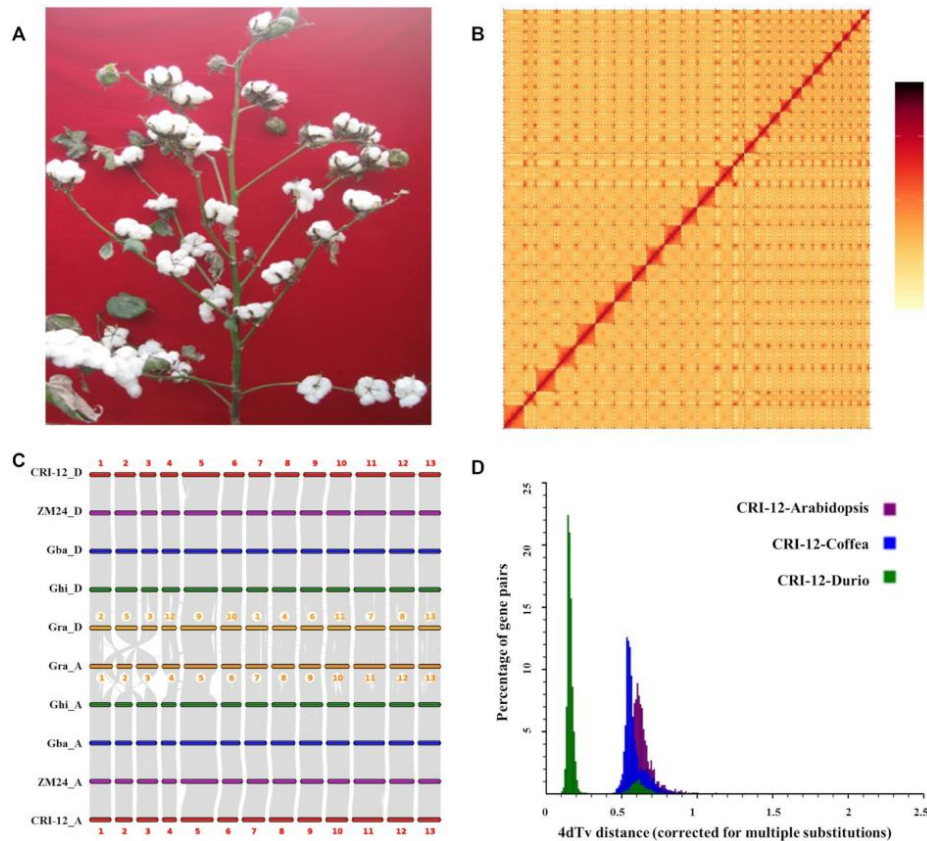 A
B
C
1 2 3 4 5 6 7 8 9 10 11 12 13
CRI-12_D
ZM24_D
Gba_D
Ghi_D
2 5 3 12 9 10 1 4 6 11 7 8 13
Gra_D
Gra_A
1 2 3 4 5 6 7 8 9 10 11 12 13
Ghi_A
Gba_A
ZM24_A
CRI-12_A
1 2 3 4 5 6 7 8 9 10 11 12 13
D
CRI-12-Arabidopsis
CRI-12-Coffea
CRI-12-Durio
Percentage of gene pairs
25
20
15
10
5
0 0.5 1 1.5 2 2.5
4dTv distance (corrected for multiple substitutions)